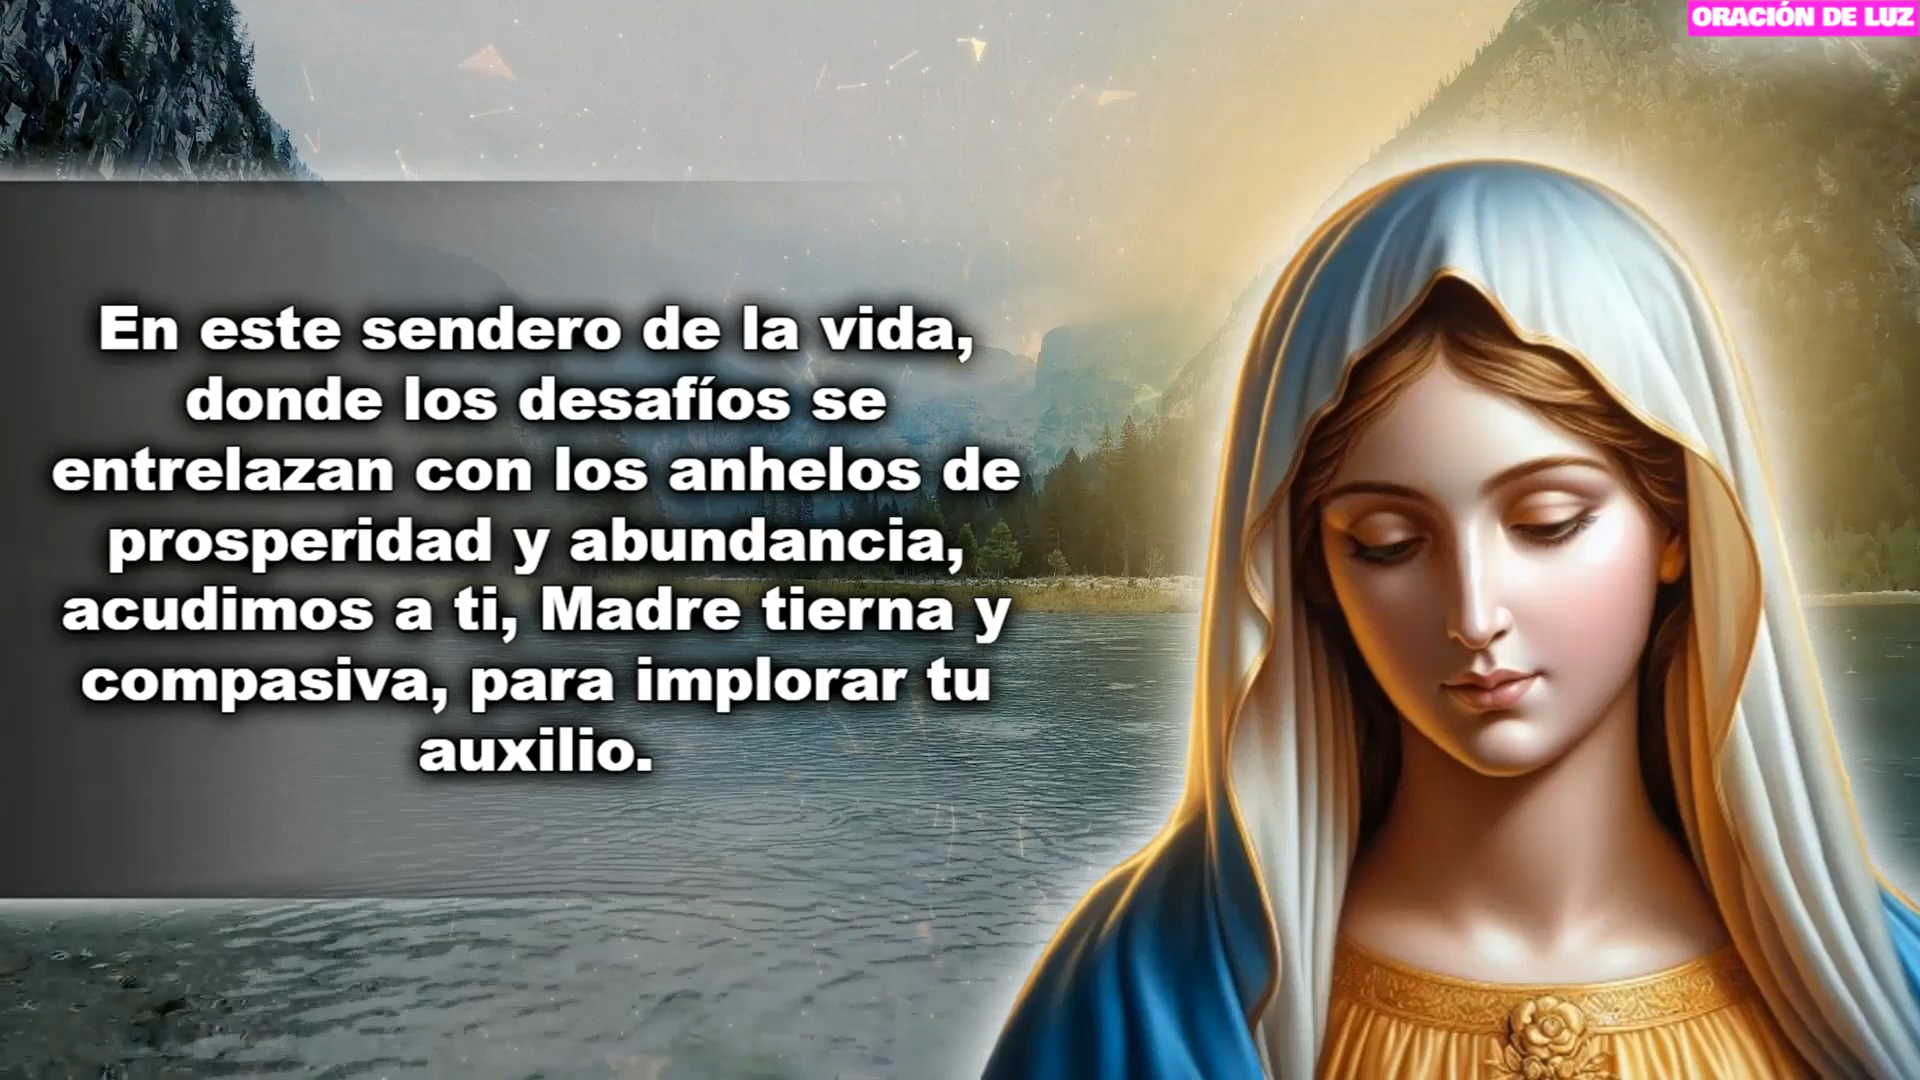 ORACIÓN DE LUZ
En este sendero de la vida,
donde los desafíos se
entrelazan con los anhelos de
prosperidad y abundancia,
acudimos a ti, Madre tierna y
compasiva, para implorar tu
auxilio.